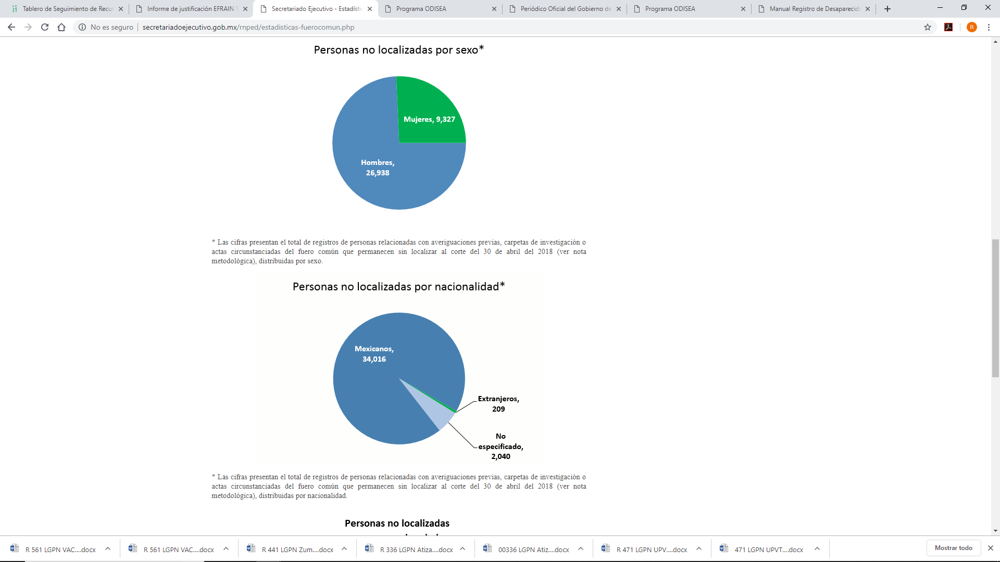 Tablero de Seguimiento de Recur
Informe de justificación EFRAIN T
Secretariado Ejecutivo - Estadísti
Programa ODISEA
Periódico Oficial del Gobierno de
Programa ODISEA
Manual Registro de Desaparecid
No es seguro
secretariadoejecutivo.gob.mx/rnped/estadisticas-fuerocomun.php
R
Personas no localizadas por sexo*
Mujeres, 9,327
Hombres,
26,938
* Las cifras presentan el total de registros de personas relacionadas con averiguaciones previas, carpetas de investigación o
actas circunstanciadas del fuero común que permanecen sin localizar al corte del 30 de abril del 2018 (ver nota
metodológica), distribuidas por sexo.
Personas no localizadas por nacionalidad*
Mexicanos,
34,016
Extranjeros,
209
No
especificado,
2,040
* Las cifras presentan el total de registros de personas relacionadas con averiguaciones previas, carpetas de investigación o
actas circunstanciadas del fuero común que permanecen sin localizar al corte del 30 de abril del 2018 (ver nota
metodológica), distribuidas por nacionalidad.
Personas no localizadas
R 561 LGPN VAC....docx
R 561 LGPN VAC....docx
R 441 LGPN Zum....docx
R 336 LGPN Atiza....docx
00336 LGPN Atiz....docx
R 471 LGPN UPV....docx
471 LGPN UPVT....docx
Mostrar todo